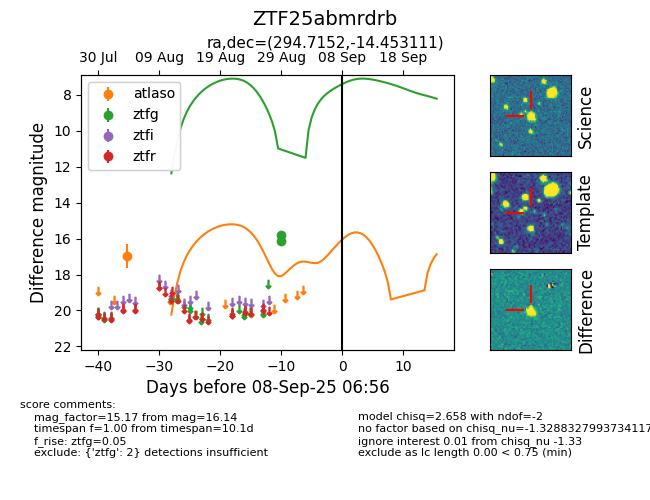 ZTF25abmrdrb
ra,dec=(294.7152,-14.453111)
30 Jul 09 Aug 19 Aug 29 Aug 08 Sep 18 Sep
atlaso
ztfg
ztfi
ztfr
8
10
12
14
16
18
20
22
Difference magnitude
−40 −30 −20 −10 0 10
Days before 08-Sep-25 06:56
Science
Template
Difference
score comments:
mag_factor=15.17 from mag=16.14
timespan f=1.00 from timespan=10.1d
f_rise: ztfg=0.05
exclude: {'ztfg': 2} detections insufficient
model chisq=2.658 with ndof=-2
no factor based on chisq_nu=-1.3288327993734117
ignore interest 0.01 from chisq_nu -1.33
exclude as lc length 0.00 < 0.75 (min)